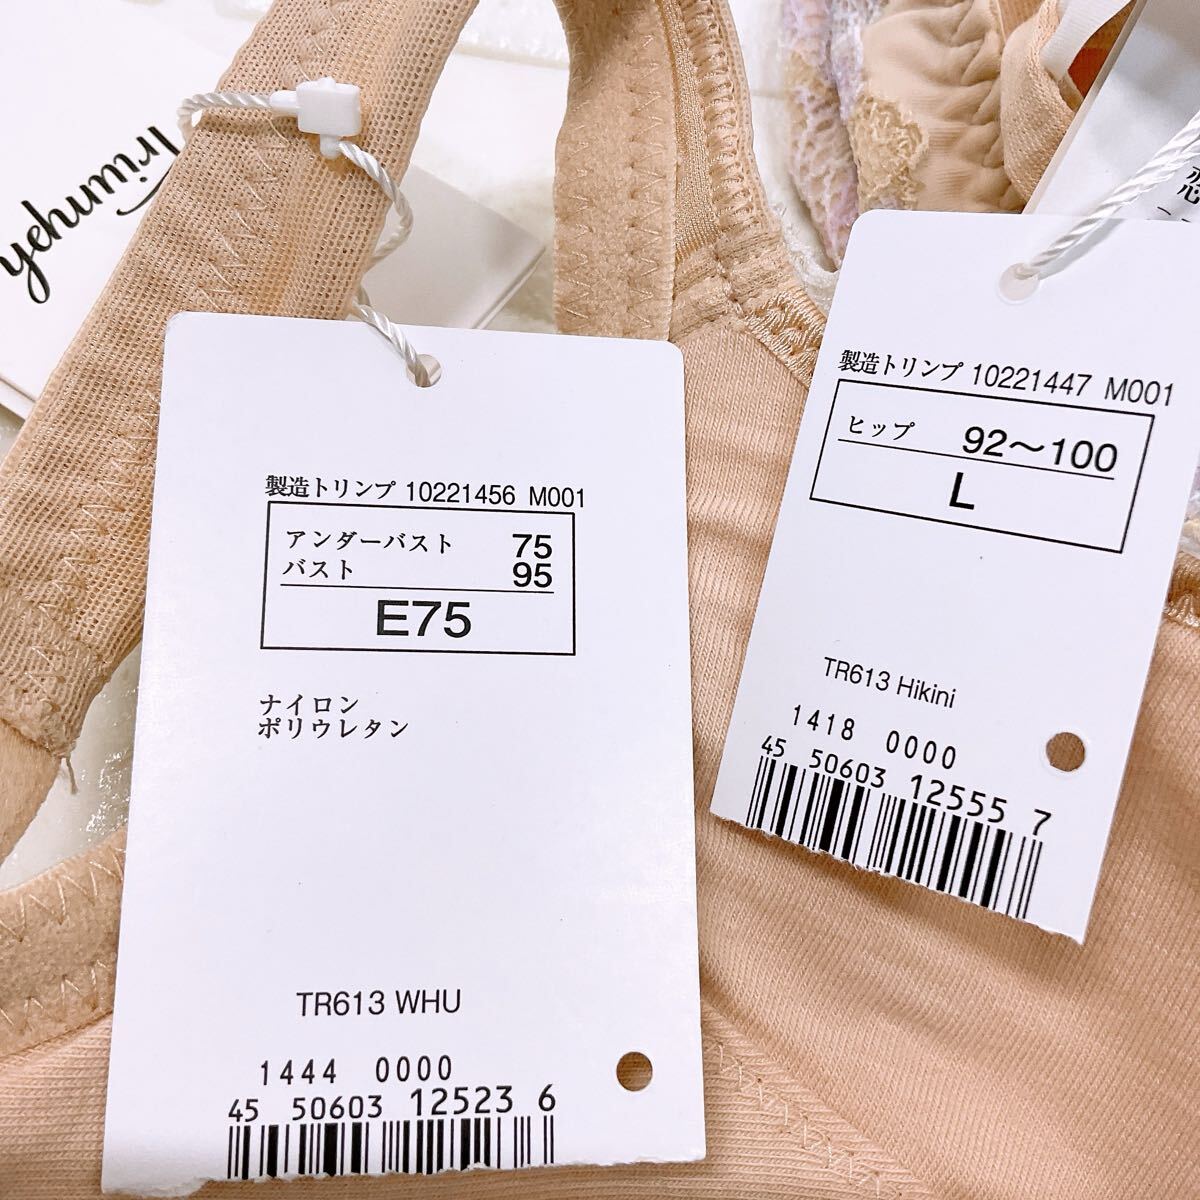 Triumph
製造トリンプ 10221456 M001
アンダーバスト 75
バスト 95
E75
ナイロン
ポリウレタン
TR613 WHU
1444 0000
45 50603 12523 6
製造トリンプ 10221447 M001
ヒップ 92～100
L
TR613 Hikini
1418 0000
45 50603 12555 7